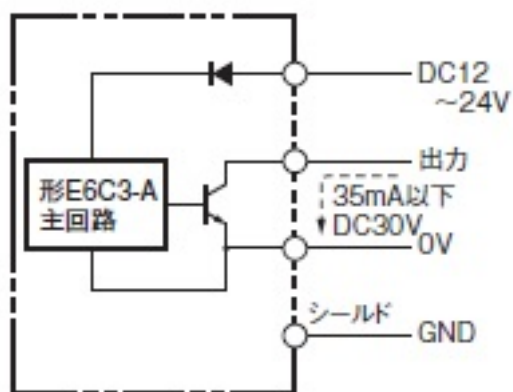 DC12
～24V
出力
形E6C3-A
主回路
35mA以下
DC30V
0V
シールド
GND